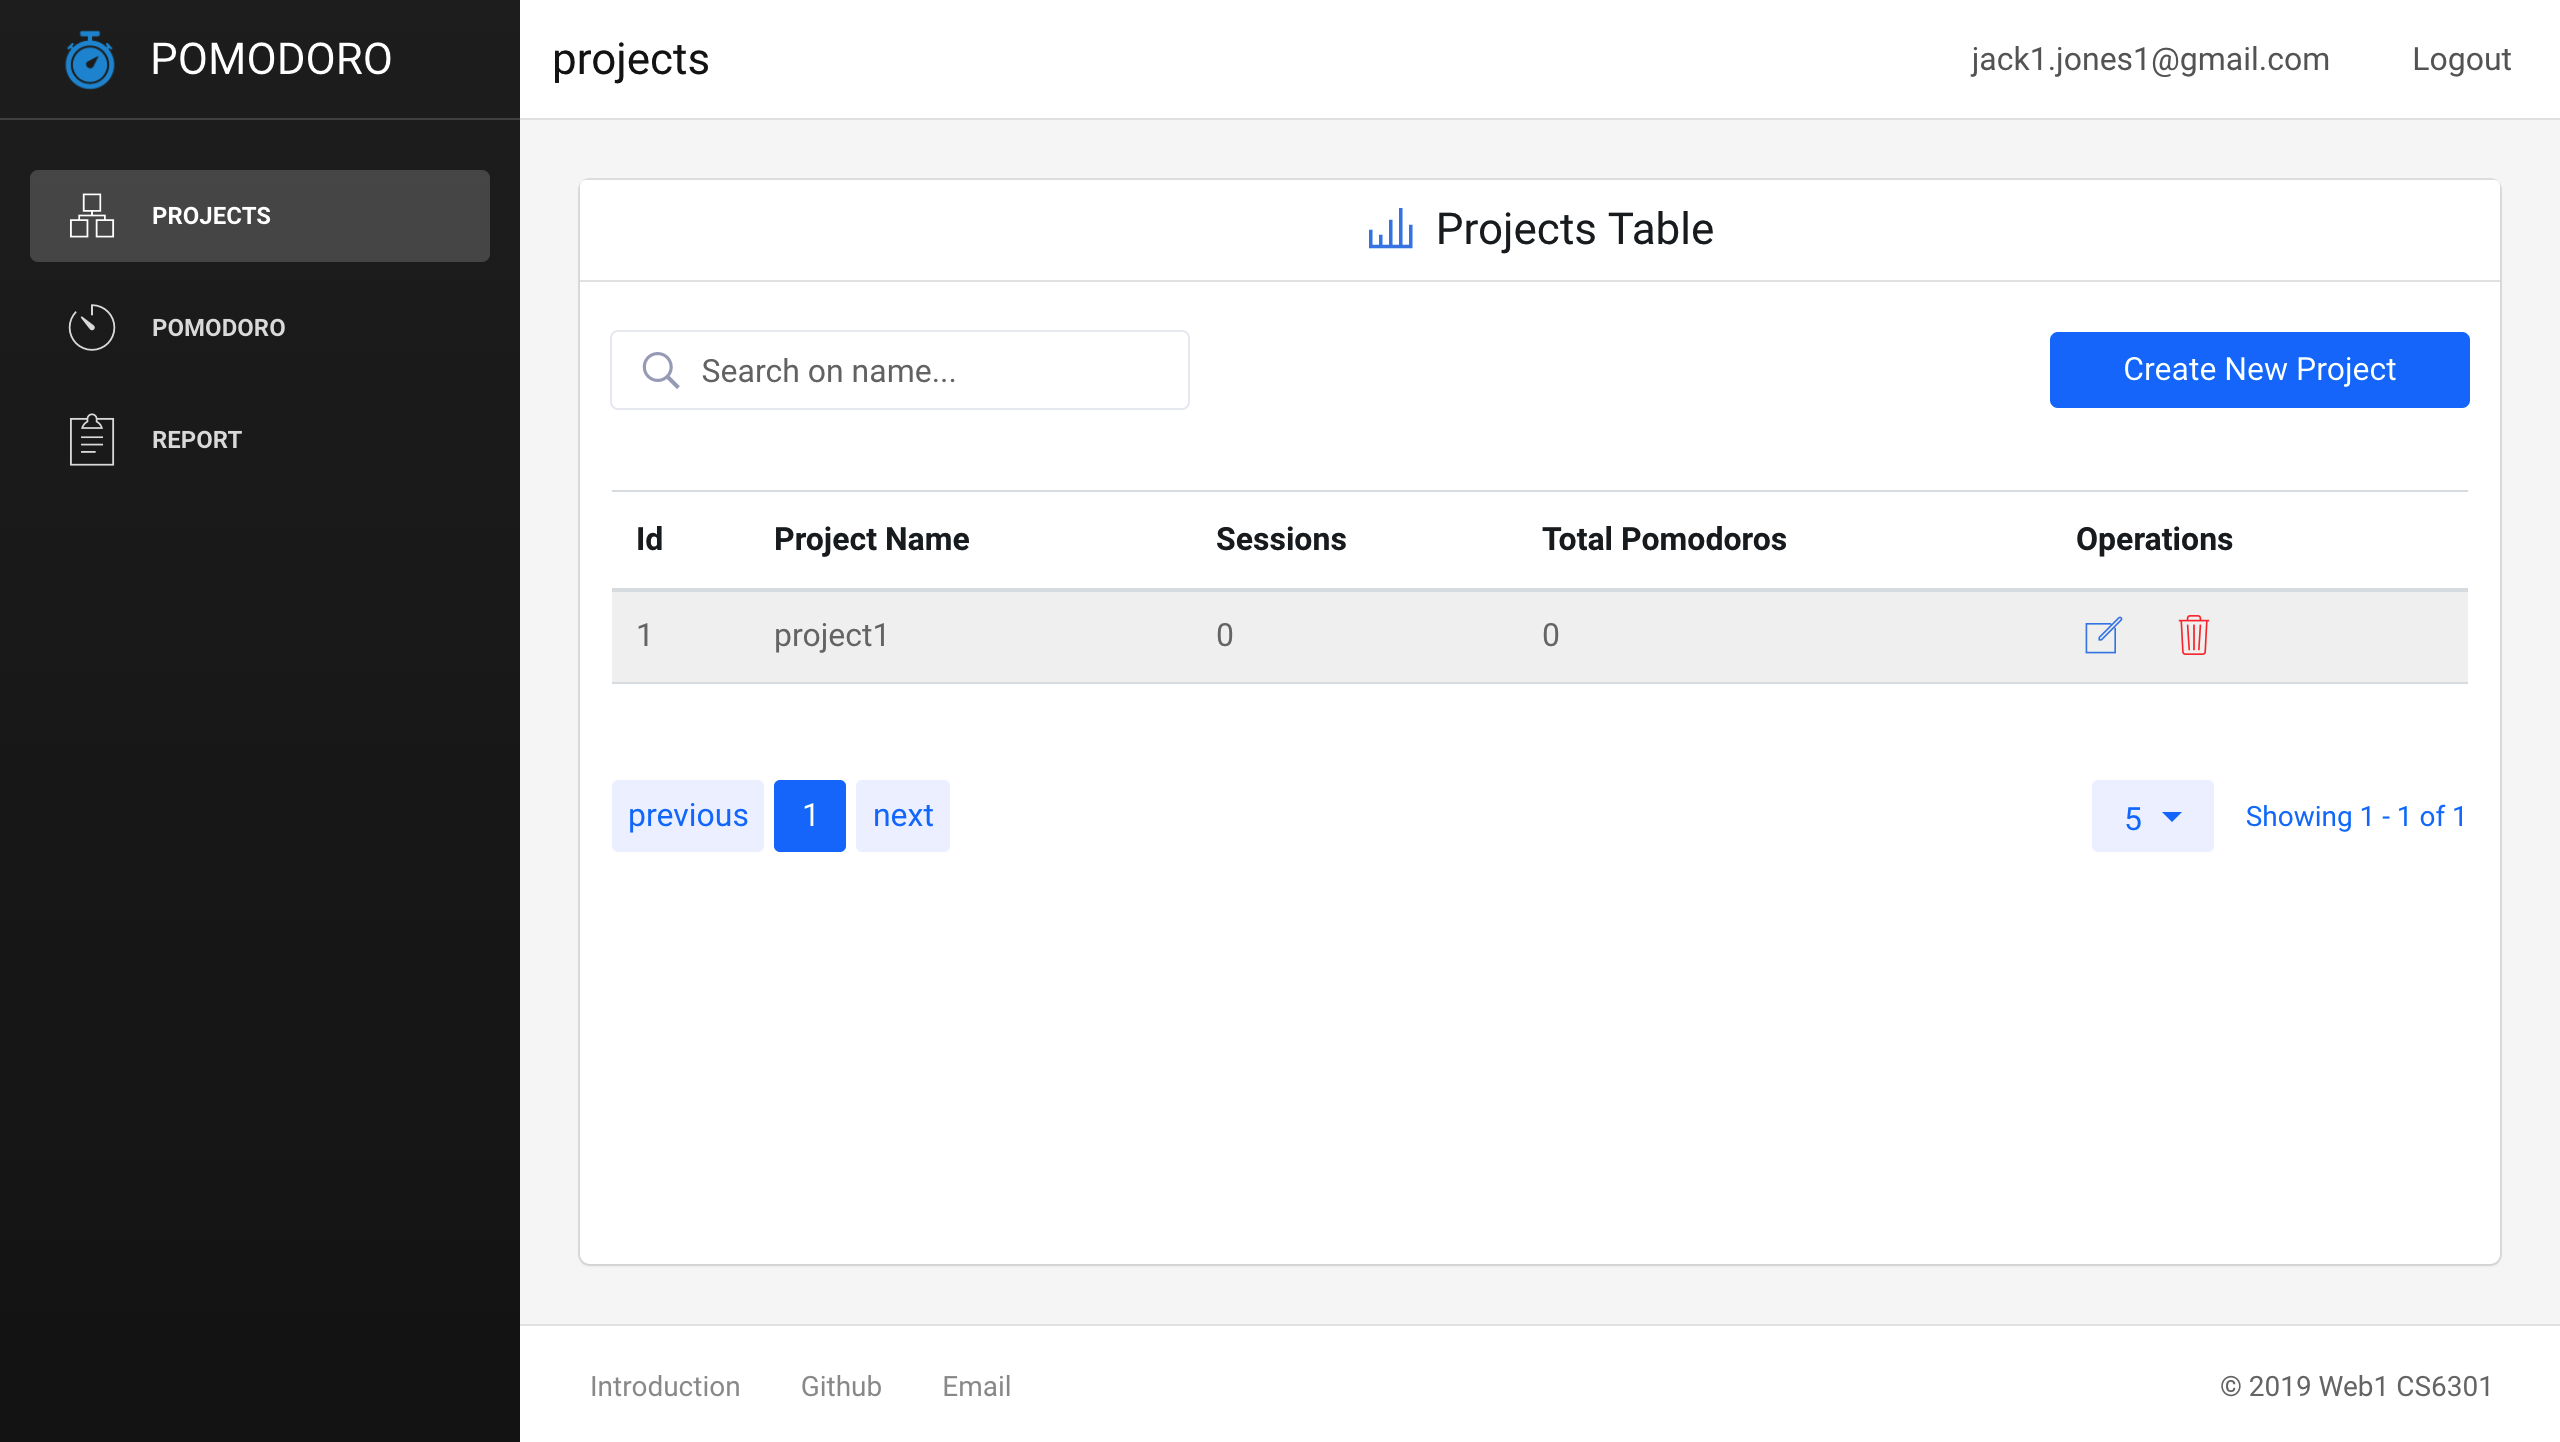 POMODORO
projects
jack1.jones1@gmail.com
Logout
PROJECTS
POMODORO
REPORT
Projects Table
Search on name...
Create New Project
Id Project Name Sessions Total Pomodoros Operations
1 project1 0 0
previous 1 next
5
Showing 1 - 1 of 1
Introduction Github Email
© 2019 Web1 CS6301